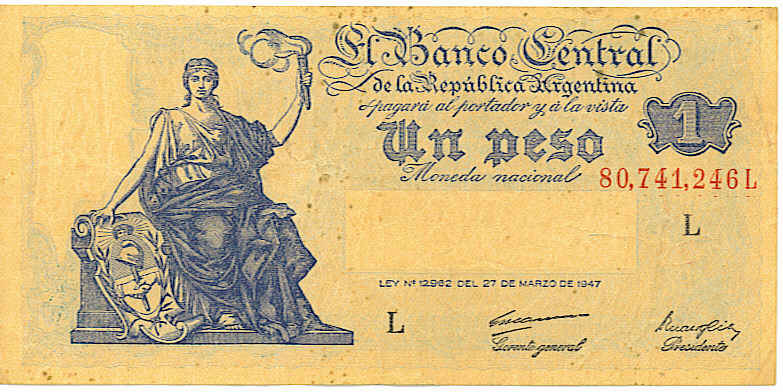 El Banco Central
de la República Argentina
pagará al portador y á la vista
Un peso
1
Moneda nacional
80,741,246 L
L
LEY Nº 12962 DEL 27 DE MARZO DE 1947
L
Gerente general
Presidente